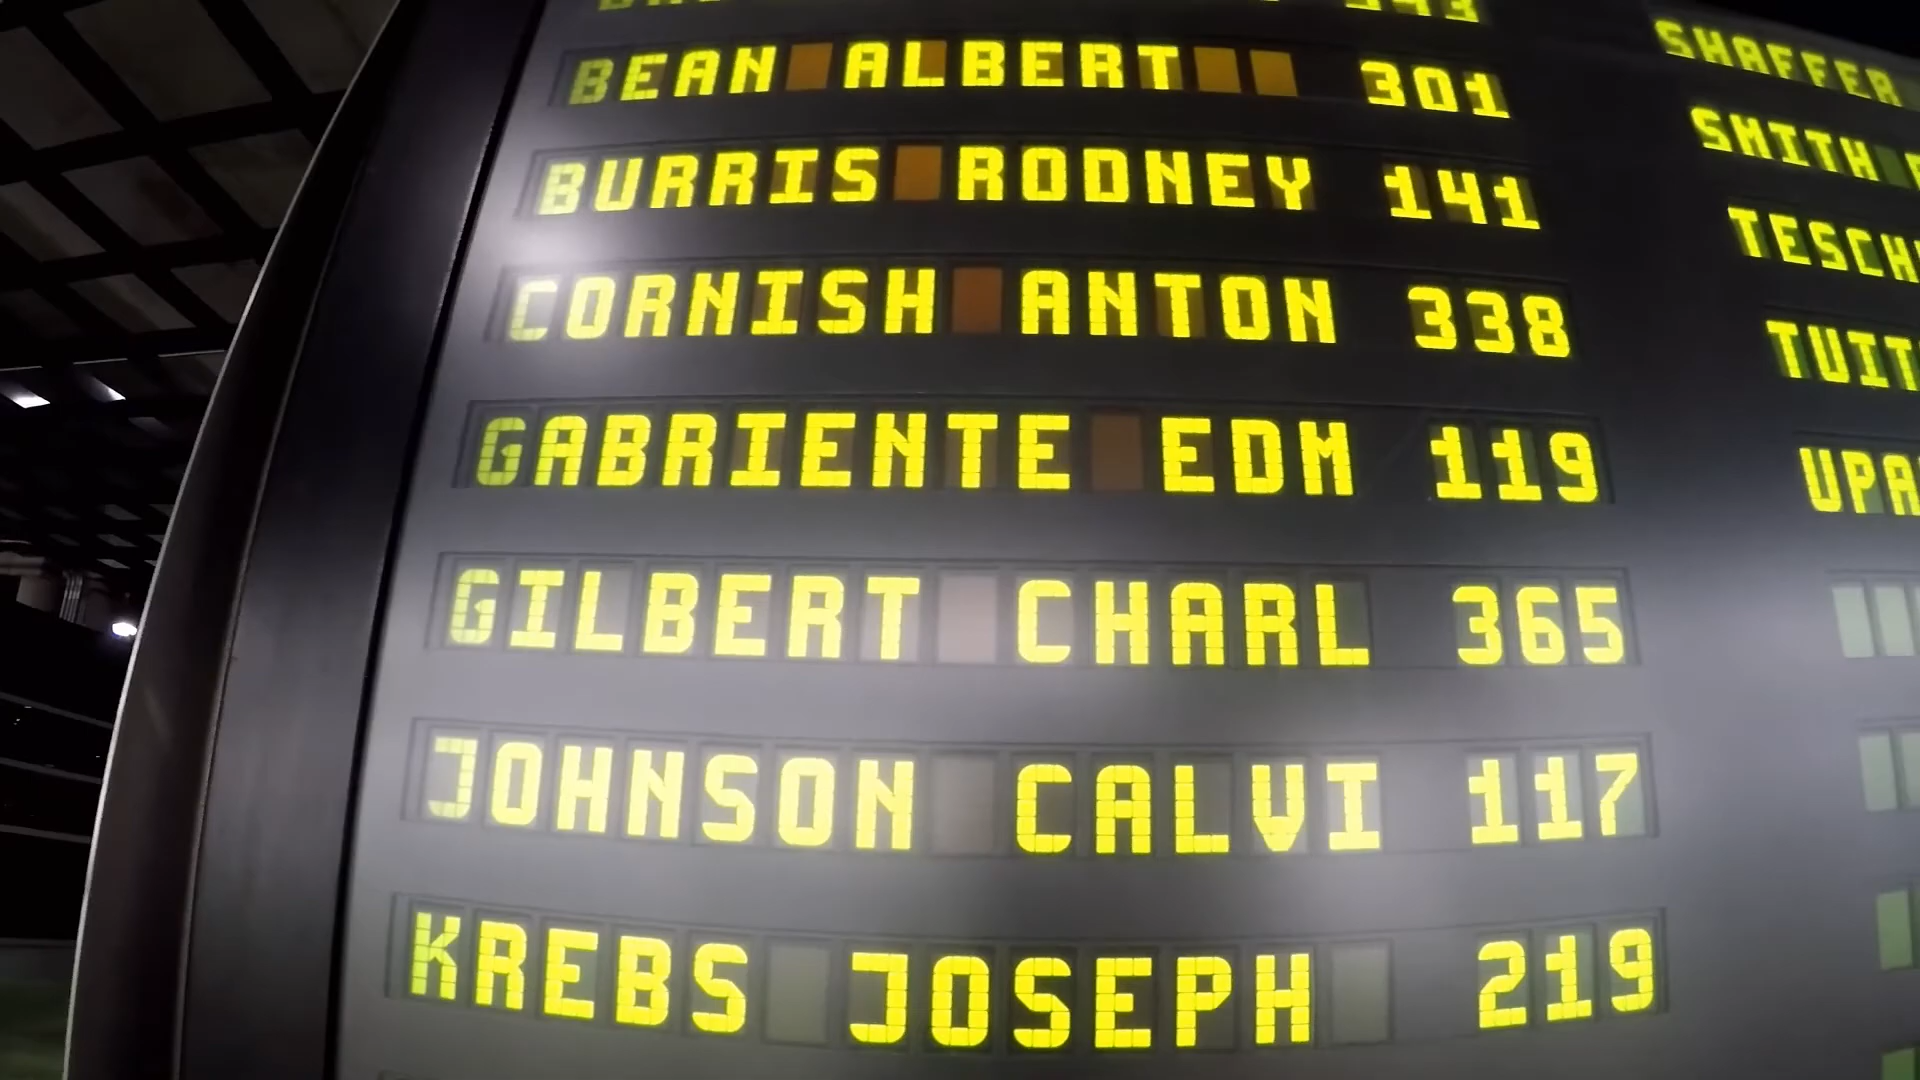 BEAN ALBERT 301
BURRIS RODNEY 141
CORNISH ANTON 338
GABRIENTE EDM 119
GILBERT CHARL 365
JOHNSON CALVI 117
KREBS JOSEPH 219
SHAFFER
SMITH
TESCH
TUIT
UPA